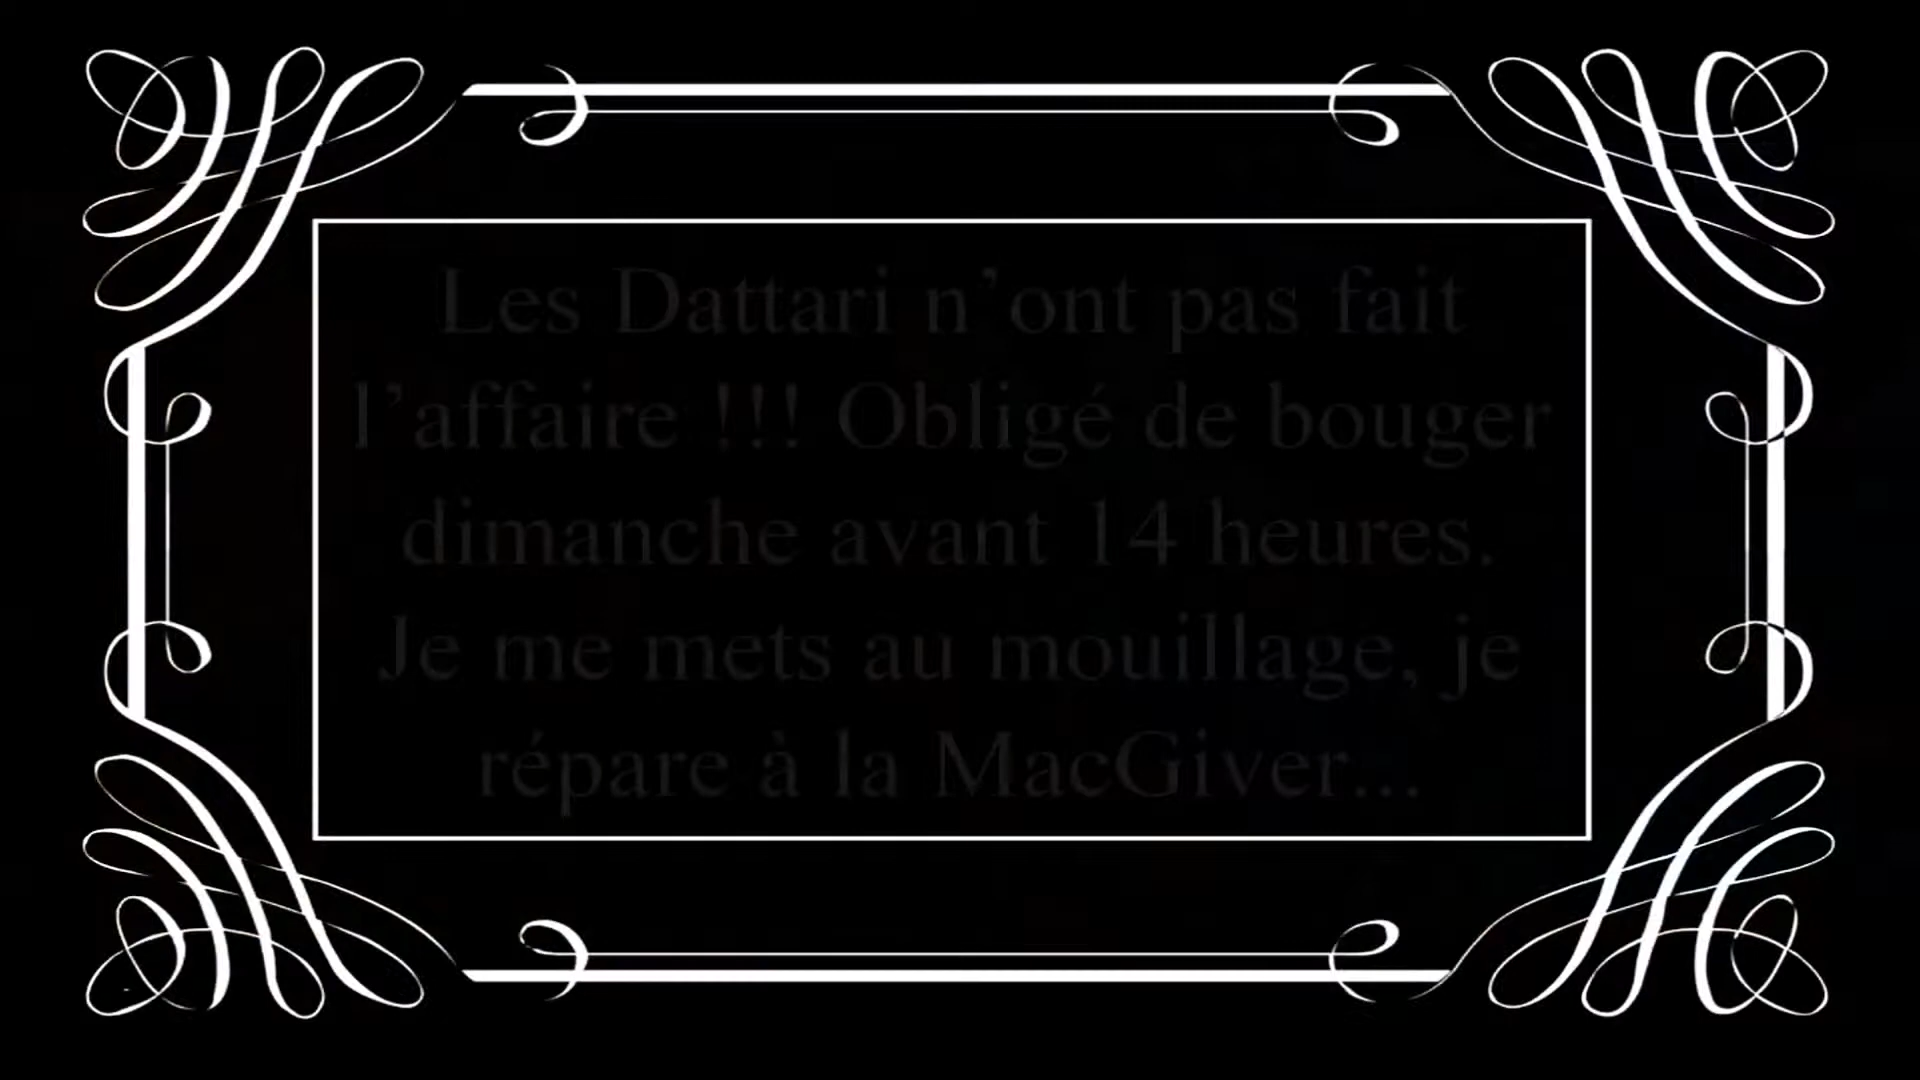 Les Dattari n’ont pas fait
l’affaire !!! Obligé de bouger
dimanche avant 14 heures.
Je me mets au mouillage, je
répare à la MacGiver...